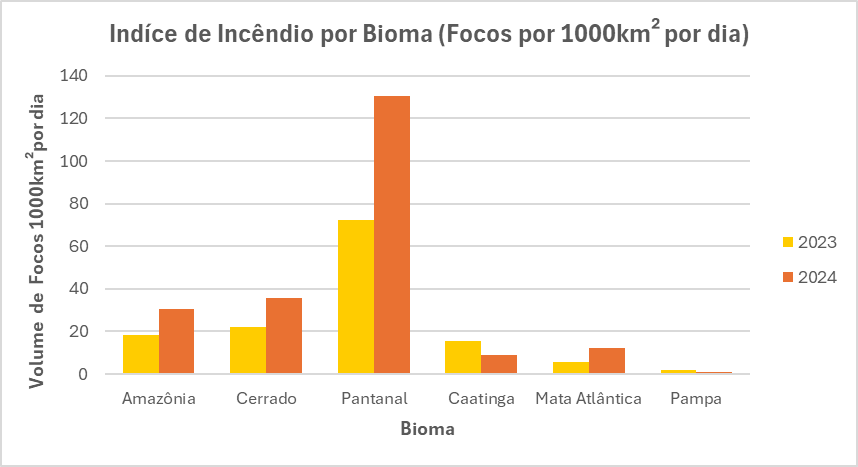 Indíce de Incêndio por Bioma (Focos por 1000km² por dia)
Volume de Focos 1000km² por dia
140
120
100
80
60
40
20
0
Amazônia Cerrado Pantanal Caatinga Mata Atlântica Pampa
Bioma
2023
2024